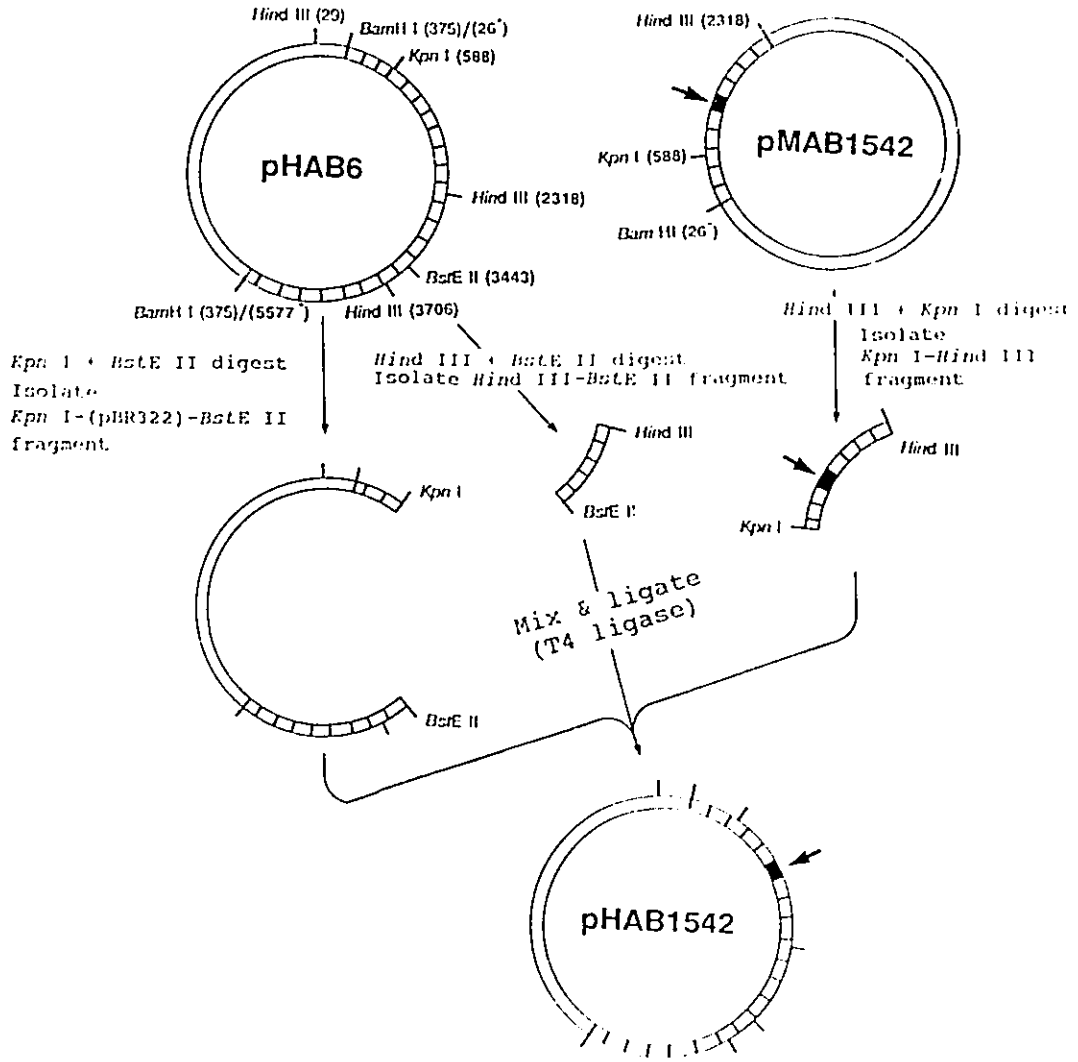 Hind III (29)
BamH I (375)/(26*)
Kpn I (588)
pHAB6
Hind III (2318)
BstE II (3443)
Hind III (3706)
BamH I (375)/(5577*)
Hind III (2318)
pMAB1542
Kpn I (588)
Bam HI (26*)
Kpn I + BstE II digest
Isolate
Kpn I-(pBR322)-BstE II
fragment
Hind III + BstE II digest
Isolate Hind III-BstE II fragment
Hind III + Kpn I digest
Isolate
Kpn I-Hind III
fragment
Kpn I
BstE II
Hind III
BstE II
Hind III
Kpn I
Mix & ligate
(T4 ligase)
pHAB1542